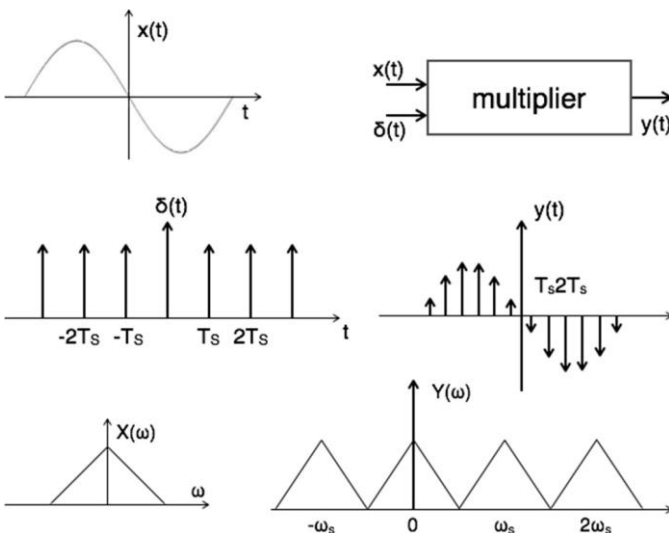 x(t)
t
x(t)
δ(t)
multiplier
y(t)
δ(t)
-2Ts -Ts Ts 2Ts t
y(t)
Ts2Ts
X(ω)
ω
Y(ω)
-ωs 0 ωs 2ωs